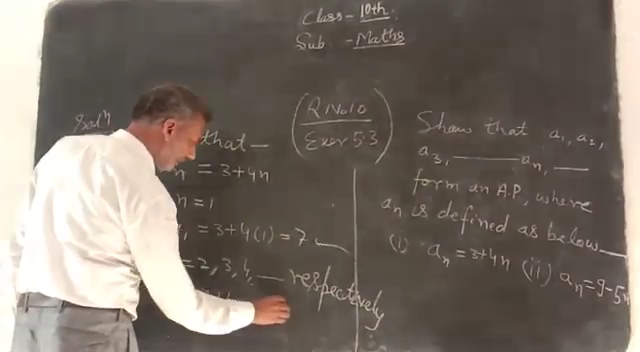 Class - 10th.
Sub - Maths
Q No 10
Exer 5.3
Show that a₁, a₂,
a₃, ——— aₙ, —
form an A.P., where
aₙ is defined as below —
(i) aₙ = 3+4n (ii) aₙ = 9-5n
Solⁿ
that —
n = 3+4n
n = 1
= 3+4(1) = 7
= 2, 3, 4, — respectively